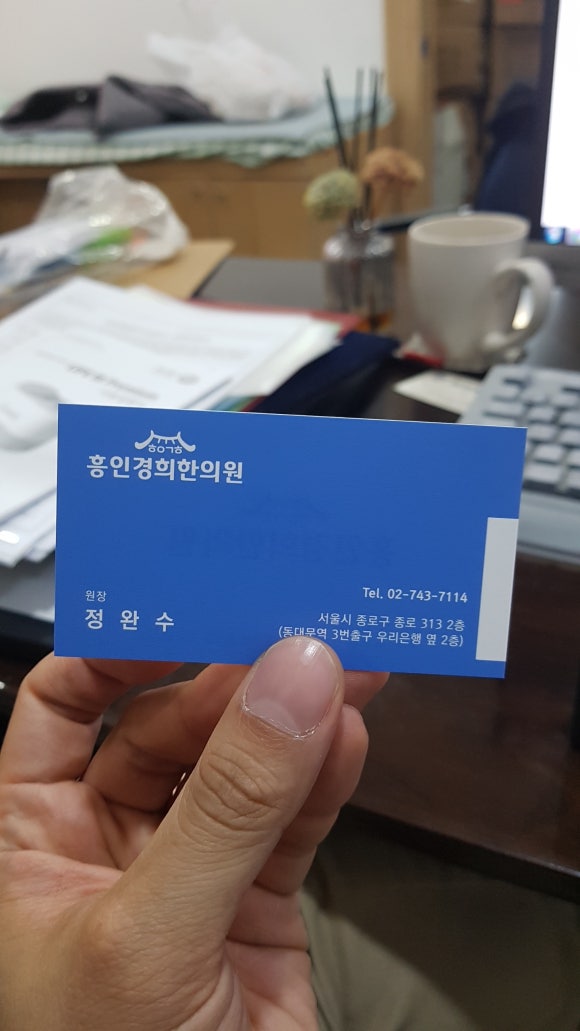 흥인경희한의원
원장
정완수
Tel. 02-743-7114
서울시 종로구 종로 313 2층
(동대문역 3번출구 우리은행 옆 2층)